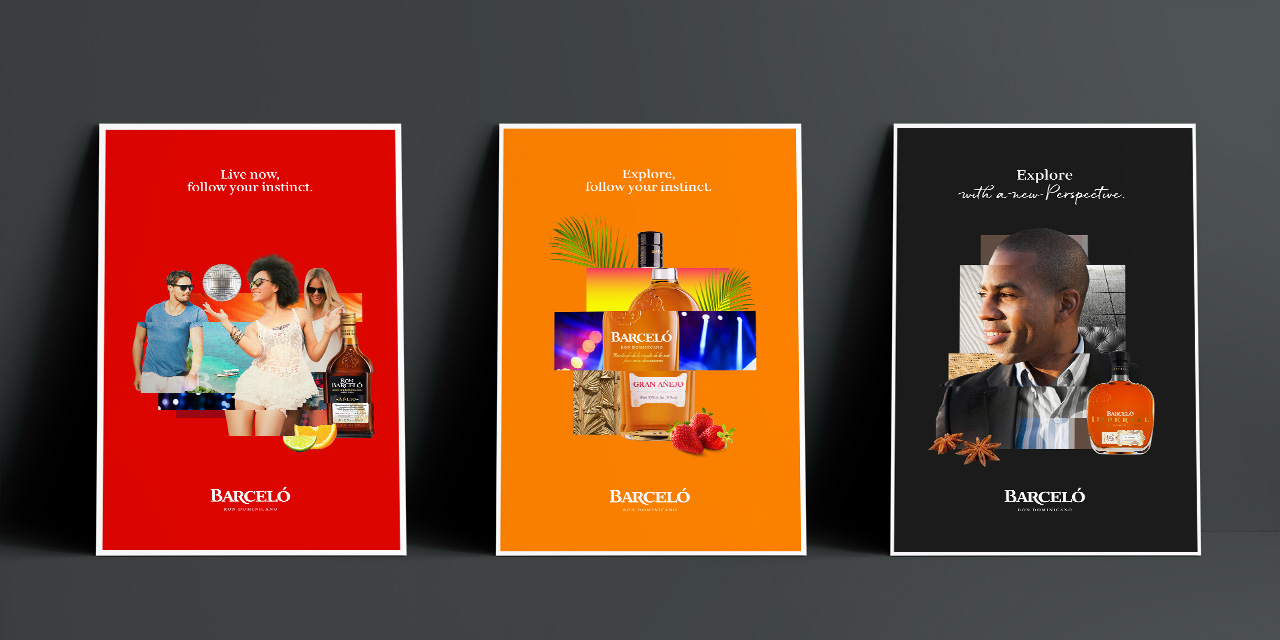 Live now,
follow your instinct.
RON
BARCELÓ
AÑEJO
BARCELÓ
RON DOMINICANO
Explore,
follow your instinct.
BARCELÓ
RON DOMINICANO
GRAN AÑEJO
BARCELÓ
RON DOMINICANO
Explore
with a new Perspective.
BARCELÓ
IMPERIAL
BARCELÓ
RON DOMINICANO